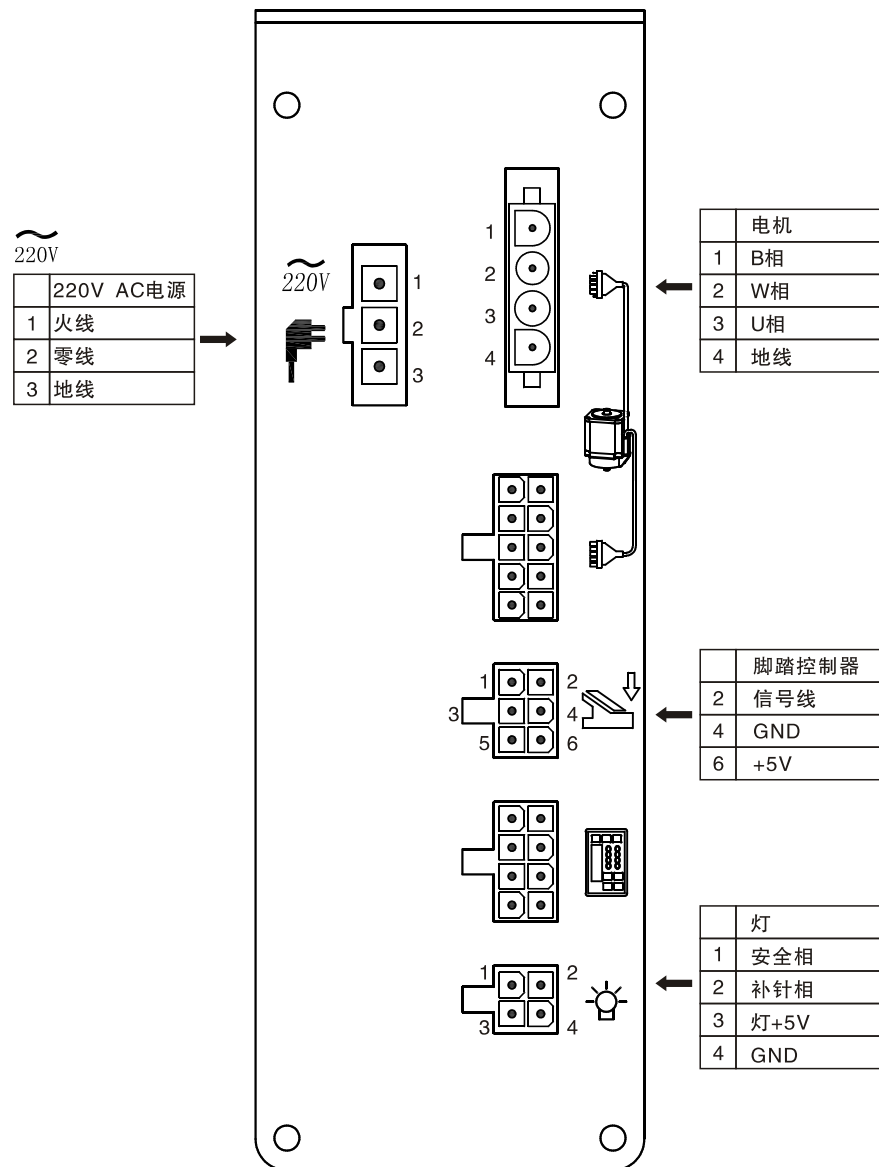 220V
220V AC电源
1 火线
2 零线
3 地线
220V
1
2
3
1
2
3
4
电机
1 B相
2 W相
3 U相
4 地线
1 2
3 4
5 6
脚踏控制器
2 信号线
4 GND
6 +5V
1 2
3 4
灯
1 安全相
2 补针相
3 灯+5V
4 GND